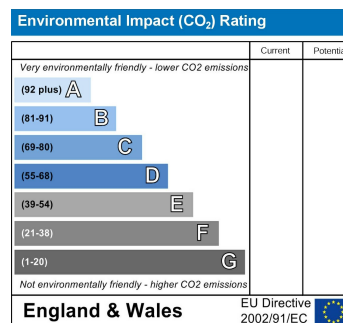 Environmental Impact (CO₂) Rating
Current Potentia
Very environmentally friendly - lower CO2 emissions
(92 plus) A
(81-91) B
(69-80) C
(55-68) D
(39-54) E
(21-38) F
(1-20) G
Not environmentally friendly - higher CO2 emissions
England & Wales
EU Directive
2002/91/EC